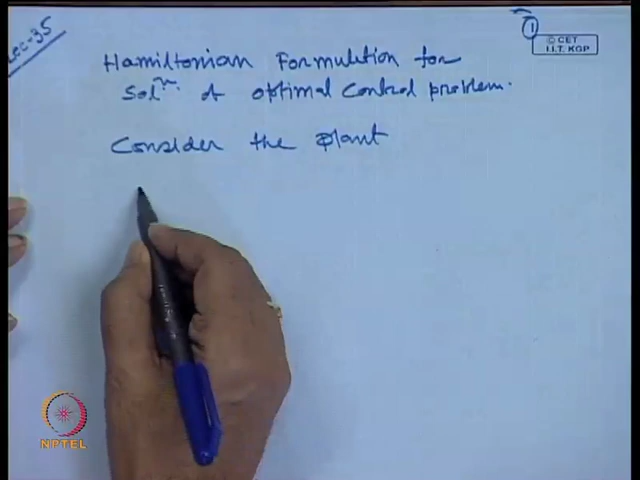 Lec-35
①
© CET
I.I.T. KGP
Hamiltonian Formulation for
Solⁿ. of optimal Control problem.
Consider the plant
NPTEL